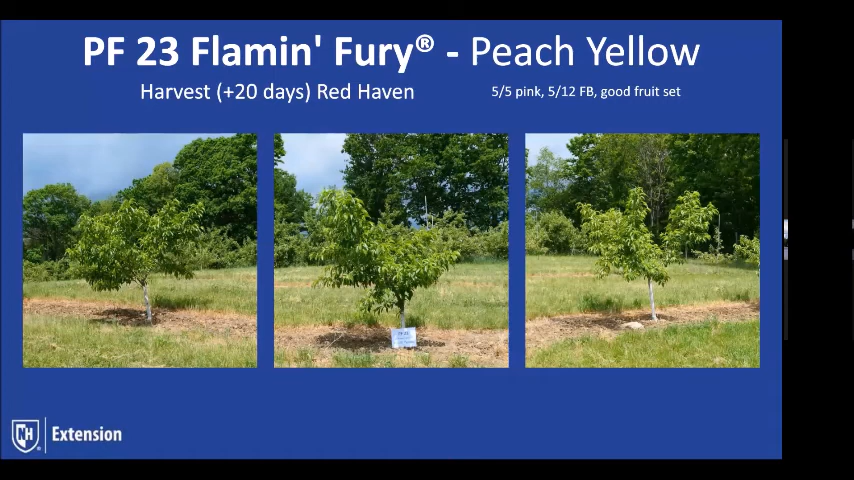 PF 23 Flamin' Fury® - Peach Yellow
Harvest (+20 days) Red Haven
5/5 pink, 5/12 FB, good fruit set
NH Extension